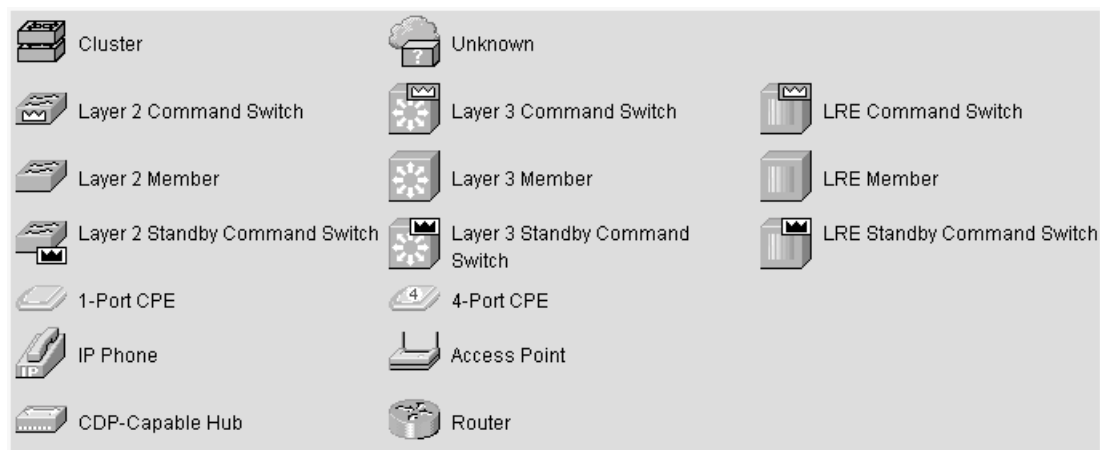 Cluster
?
Unknown
Layer 2 Command Switch
Layer 3 Command Switch
LRE Command Switch
Layer 2 Member
Layer 3 Member
LRE Member
Layer 2 Standby Command Switch
Layer 3 Standby Command
Switch
LRE Standby Command Switch
1-Port CPE
4
4-Port CPE
IP
IP Phone
Access Point
CDP-Capable Hub
Router